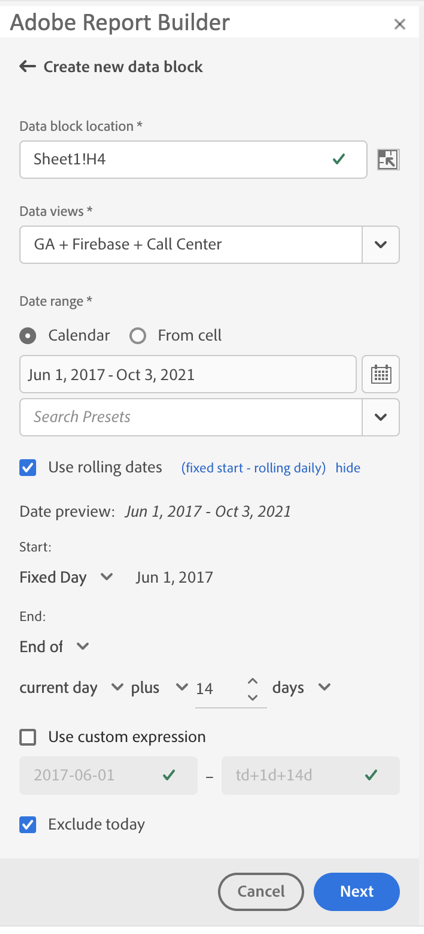 Adobe Report Builder
Create new data block
Data block location *
Sheet1!H4
Data views *
GA + Firebase + Call Center
Date range *
Calendar From cell
Jun 1, 2017 - Oct 3, 2021
Search Presets
Use rolling dates (fixed start - rolling daily) hide
Date preview: Jun 1, 2017 - Oct 3, 2021
Start:
Fixed Day Jun 1, 2017
End:
End of
current day plus 14 days
Use custom expression
2017-06-01 – td+1d+14d
Exclude today
Cancel Next